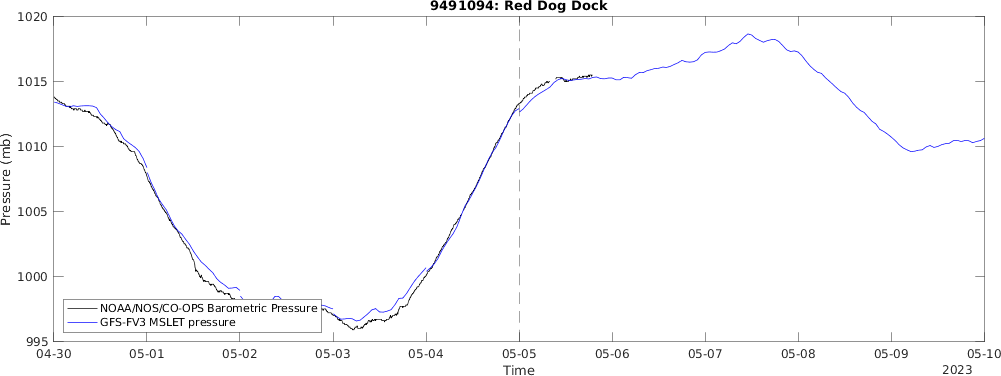 9491094: Red Dog Dock
1020
1015
1010
1005
1000
995
Pressure (mb)
NOAA/NOS/CO-OPS Barometric Pressure
GFS-FV3 MSLET pressure
04-30 05-01 05-02 05-03 05-04 05-05 05-06 05-07 05-08 05-09 05-10
Time
2023